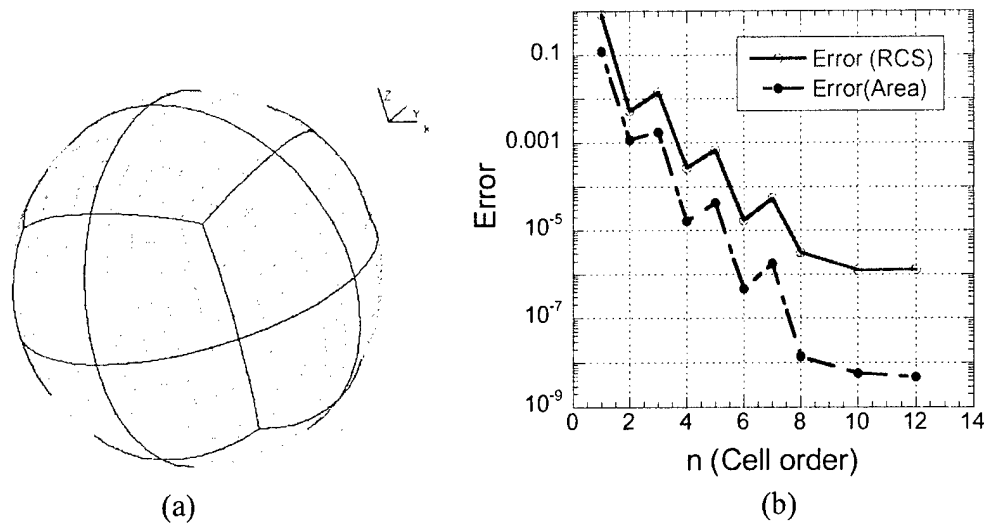 Z
Y
X
(a)
Error (RCS)
Error(Area)
0.1
0.001
10⁻⁵
10⁻⁷
10⁻⁹
Error
0 2 4 6 8 10 12 14
n (Cell order)
(b)